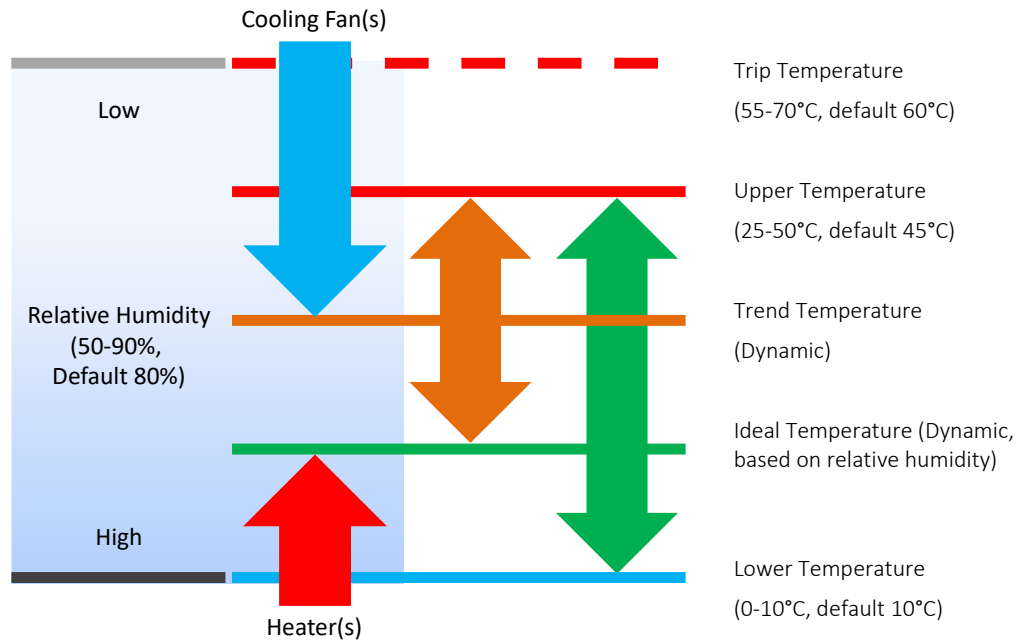 Cooling Fan(s)
Low
Relative Humidity
(50-90%,
Default 80%)
High
Heater(s)
Trip Temperature
(55-70°C, default 60°C)
Upper Temperature
(25-50°C, default 45°C)
Trend Temperature
(Dynamic)
Ideal Temperature (Dynamic,
based on relative humidity)
Lower Temperature
(0-10°C, default 10°C)